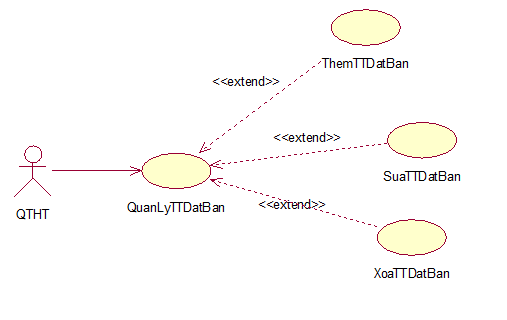 ThemTTDatBan
<<extend>>
<<extend>>
SuaTTDatBan
QTHT
QuanLyTTDatBan
<<extend>>
XoaTTDatBan